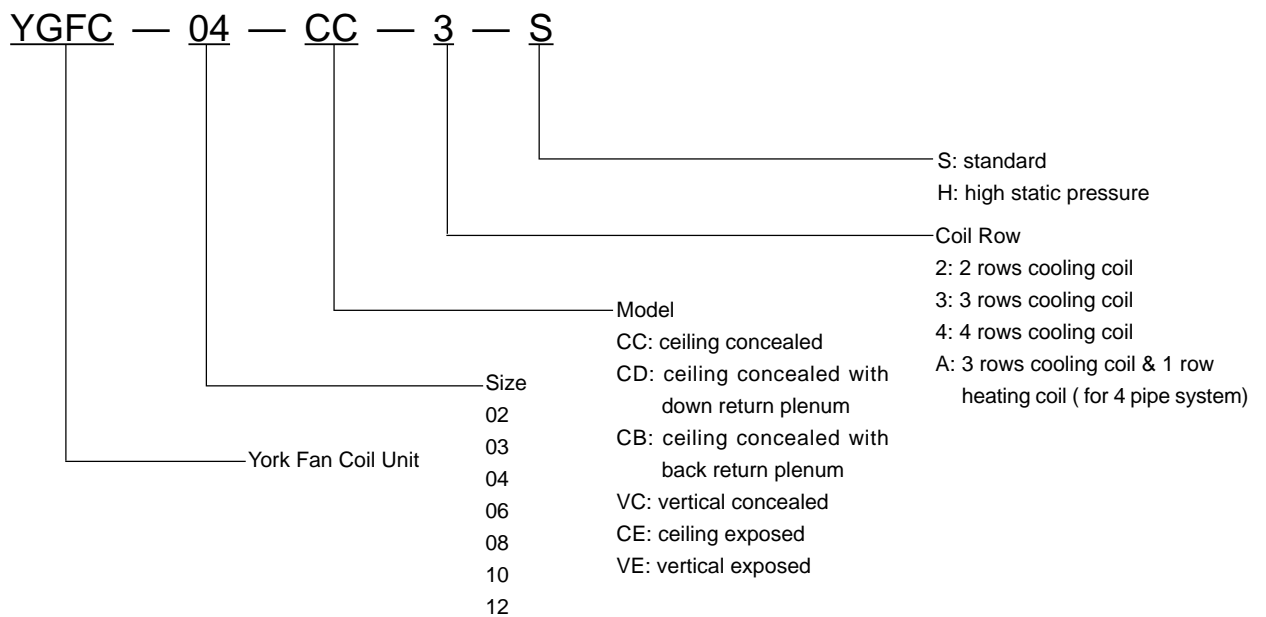 YGFC — 04 — CC — 3 — S
S: standard
H: high static pressure
Coil Row
2: 2 rows cooling coil
3: 3 rows cooling coil
4: 4 rows cooling coil
A: 3 rows cooling coil & 1 row
heating coil ( for 4 pipe system)
Model
CC: ceiling concealed
CD: ceiling concealed with
down return plenum
CB: ceiling concealed with
back return plenum
VC: vertical concealed
CE: ceiling exposed
VE: vertical exposed
Size
02
03
04
06
08
10
12
York Fan Coil Unit